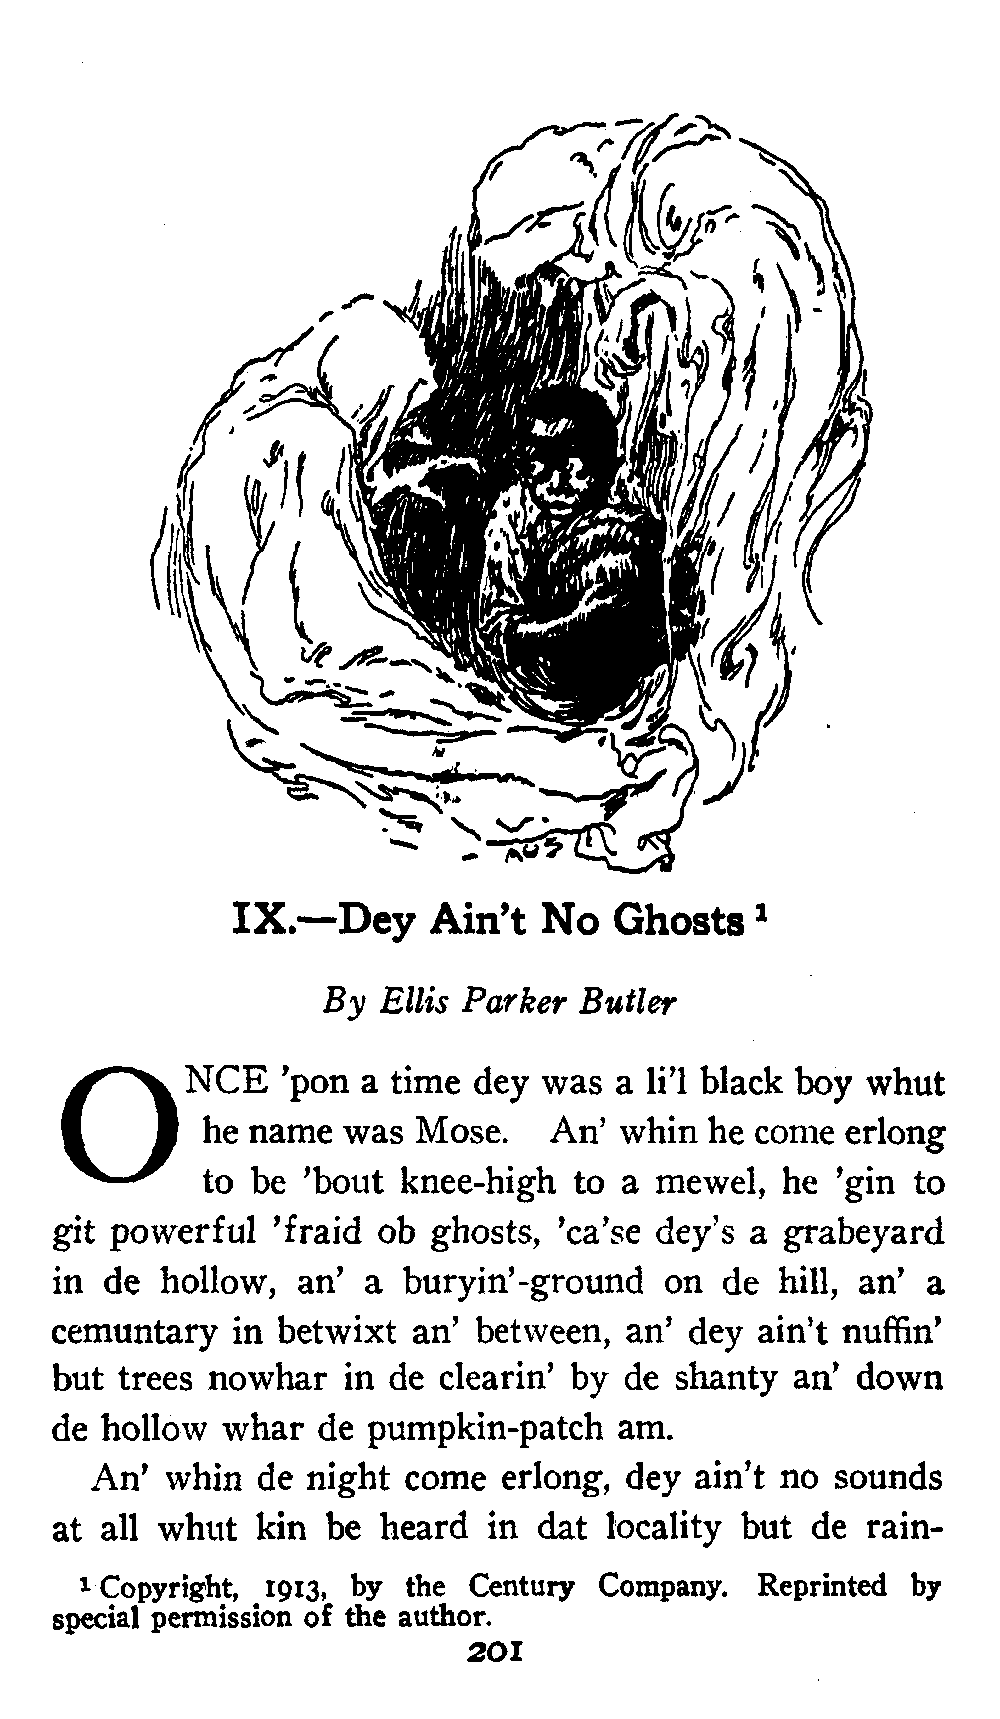 AUS
IX.—Dey Ain't No Ghosts ¹
By Ellis Parker Butler
ONCE 'pon a time dey was a li'l black boy whut
he name was Mose. An' whin he come erlong
to be 'bout knee-high to a mewel, he 'gin to
git powerful 'fraid ob ghosts, 'ca'se dey's a grabeyard
in de hollow, an' a buryin'-ground on de hill, an' a
cemuntary in betwixt an' between, an' dey ain't nuffin'
but trees nowhar in de clearin' by de shanty an' down
de hollow whar de pumpkin-patch am.
An' whin de night come erlong, dey ain't no sounds
at all whut kin be heard in dat locality but de rain-
¹ Copyright, 1913, by the Century Company. Reprinted by
special permission of the author.
201